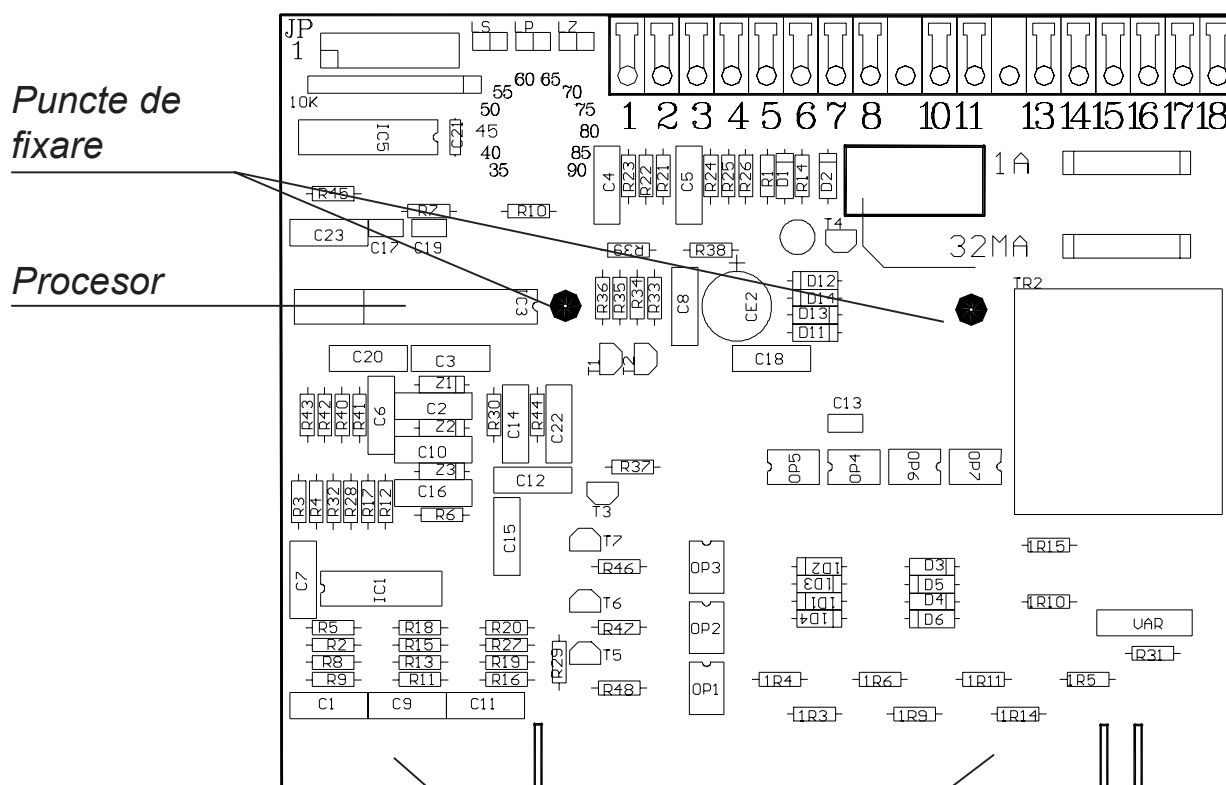 JP
1
LS LP LZ
10K
60 65
55 70
50 75
45 80
40 85
35 90
Puncte de
fixare
Procesor
1 2 3 4 5 6 7 8 10 11 13 14 15 16 17 18
IC5 C21
C4 R23 R22 R21 C5 R24 R25 R26 R1 D1 R14 D2
1A
32MA
R45
R7 R10
C23 C17 C19
T4
R39 R38
TR2
IC3
R36 R35 R34 R33 C8 CE2
+
D12
D14
D13
D11
C20 C3 T1 T2 C18
Z1
R43 R42 R40 R41 C6 C2 R30 C14 R44 C22
Z2
C10
Z3
C16
R6
C13
OP5 OP4 OP6 OP7
R37
C12
R3 R4 R32 R28 R17 R12
T3
C15
T7
R46
C7 IC1
OP3
1D2 D3
1D3 D5
1D1 D4
1D4 D6
1R15
1R10
T6
VAR
R5 R18 R20 R47 OP2
R2 R15 R27 R29 T5 R31
R8 R13 R19
R9 R11 R16 R48 OP1 1R4 1R6 1R11 1R5
C1 C9 C11 1R3 1R9 1R14